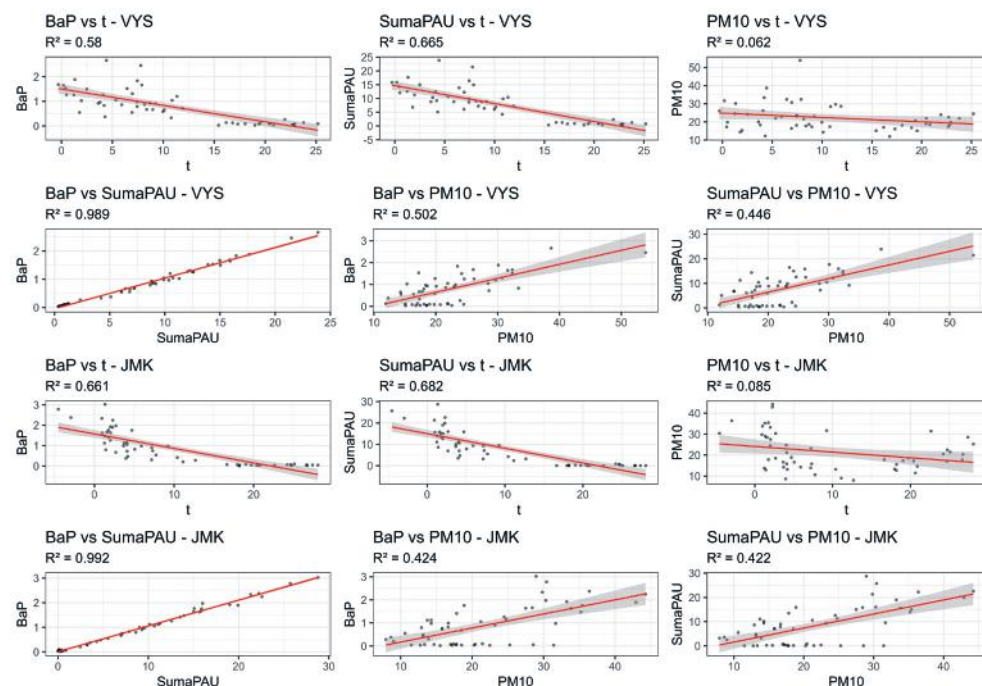 BaP vs t - VYS
R² = 0.58
BaP
2
1
0
0
5
10
15
20
25
t
SumaPAU vs t - VYS
R² = 0.665
SumaPAU
25
20
15
10
5
0
-5
0
5
10
15
20
25
t
PM10 vs t - VYS
R² = 0.062
PM10
50
40
30
20
10
0
5
10
15
20
25
t
BaP vs SumaPAU - VYS
R² = 0.989
BaP
2
1
0
0
5
10
15
20
25
SumaPAU
BaP vs PM10 - VYS
R² = 0.502
BaP
3
2
1
0
10
20
30
40
50
PM10
SumaPAU vs PM10 - VYS
R² = 0.446
SumaPAU
30
20
10
0
10
20
30
40
50
PM10
BaP vs t - JMK
R² = 0.661
BaP
3
2
1
0
0
10
20
t
SumaPAU vs t - JMK
R² = 0.682
SumaPAU
30
20
10
0
0
10
20
t
PM10 vs t - JMK
R² = 0.085
PM10
40
30
20
10
0
10
20
t
BaP vs SumaPAU - JMK
R² = 0.992
BaP
3
2
1
0
0
10
20
SumaPAU
BaP vs PM10 - JMK
R² = 0.424
BaP
3
2
1
0
10
20
30
40
PM10
SumaPAU vs PM10 - JMK
R² = 0.422
SumaPAU
30
20
10
0
10
20
30
40
PM10